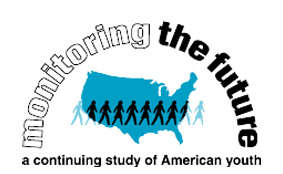 monitoring the future
a continuing study of American youth